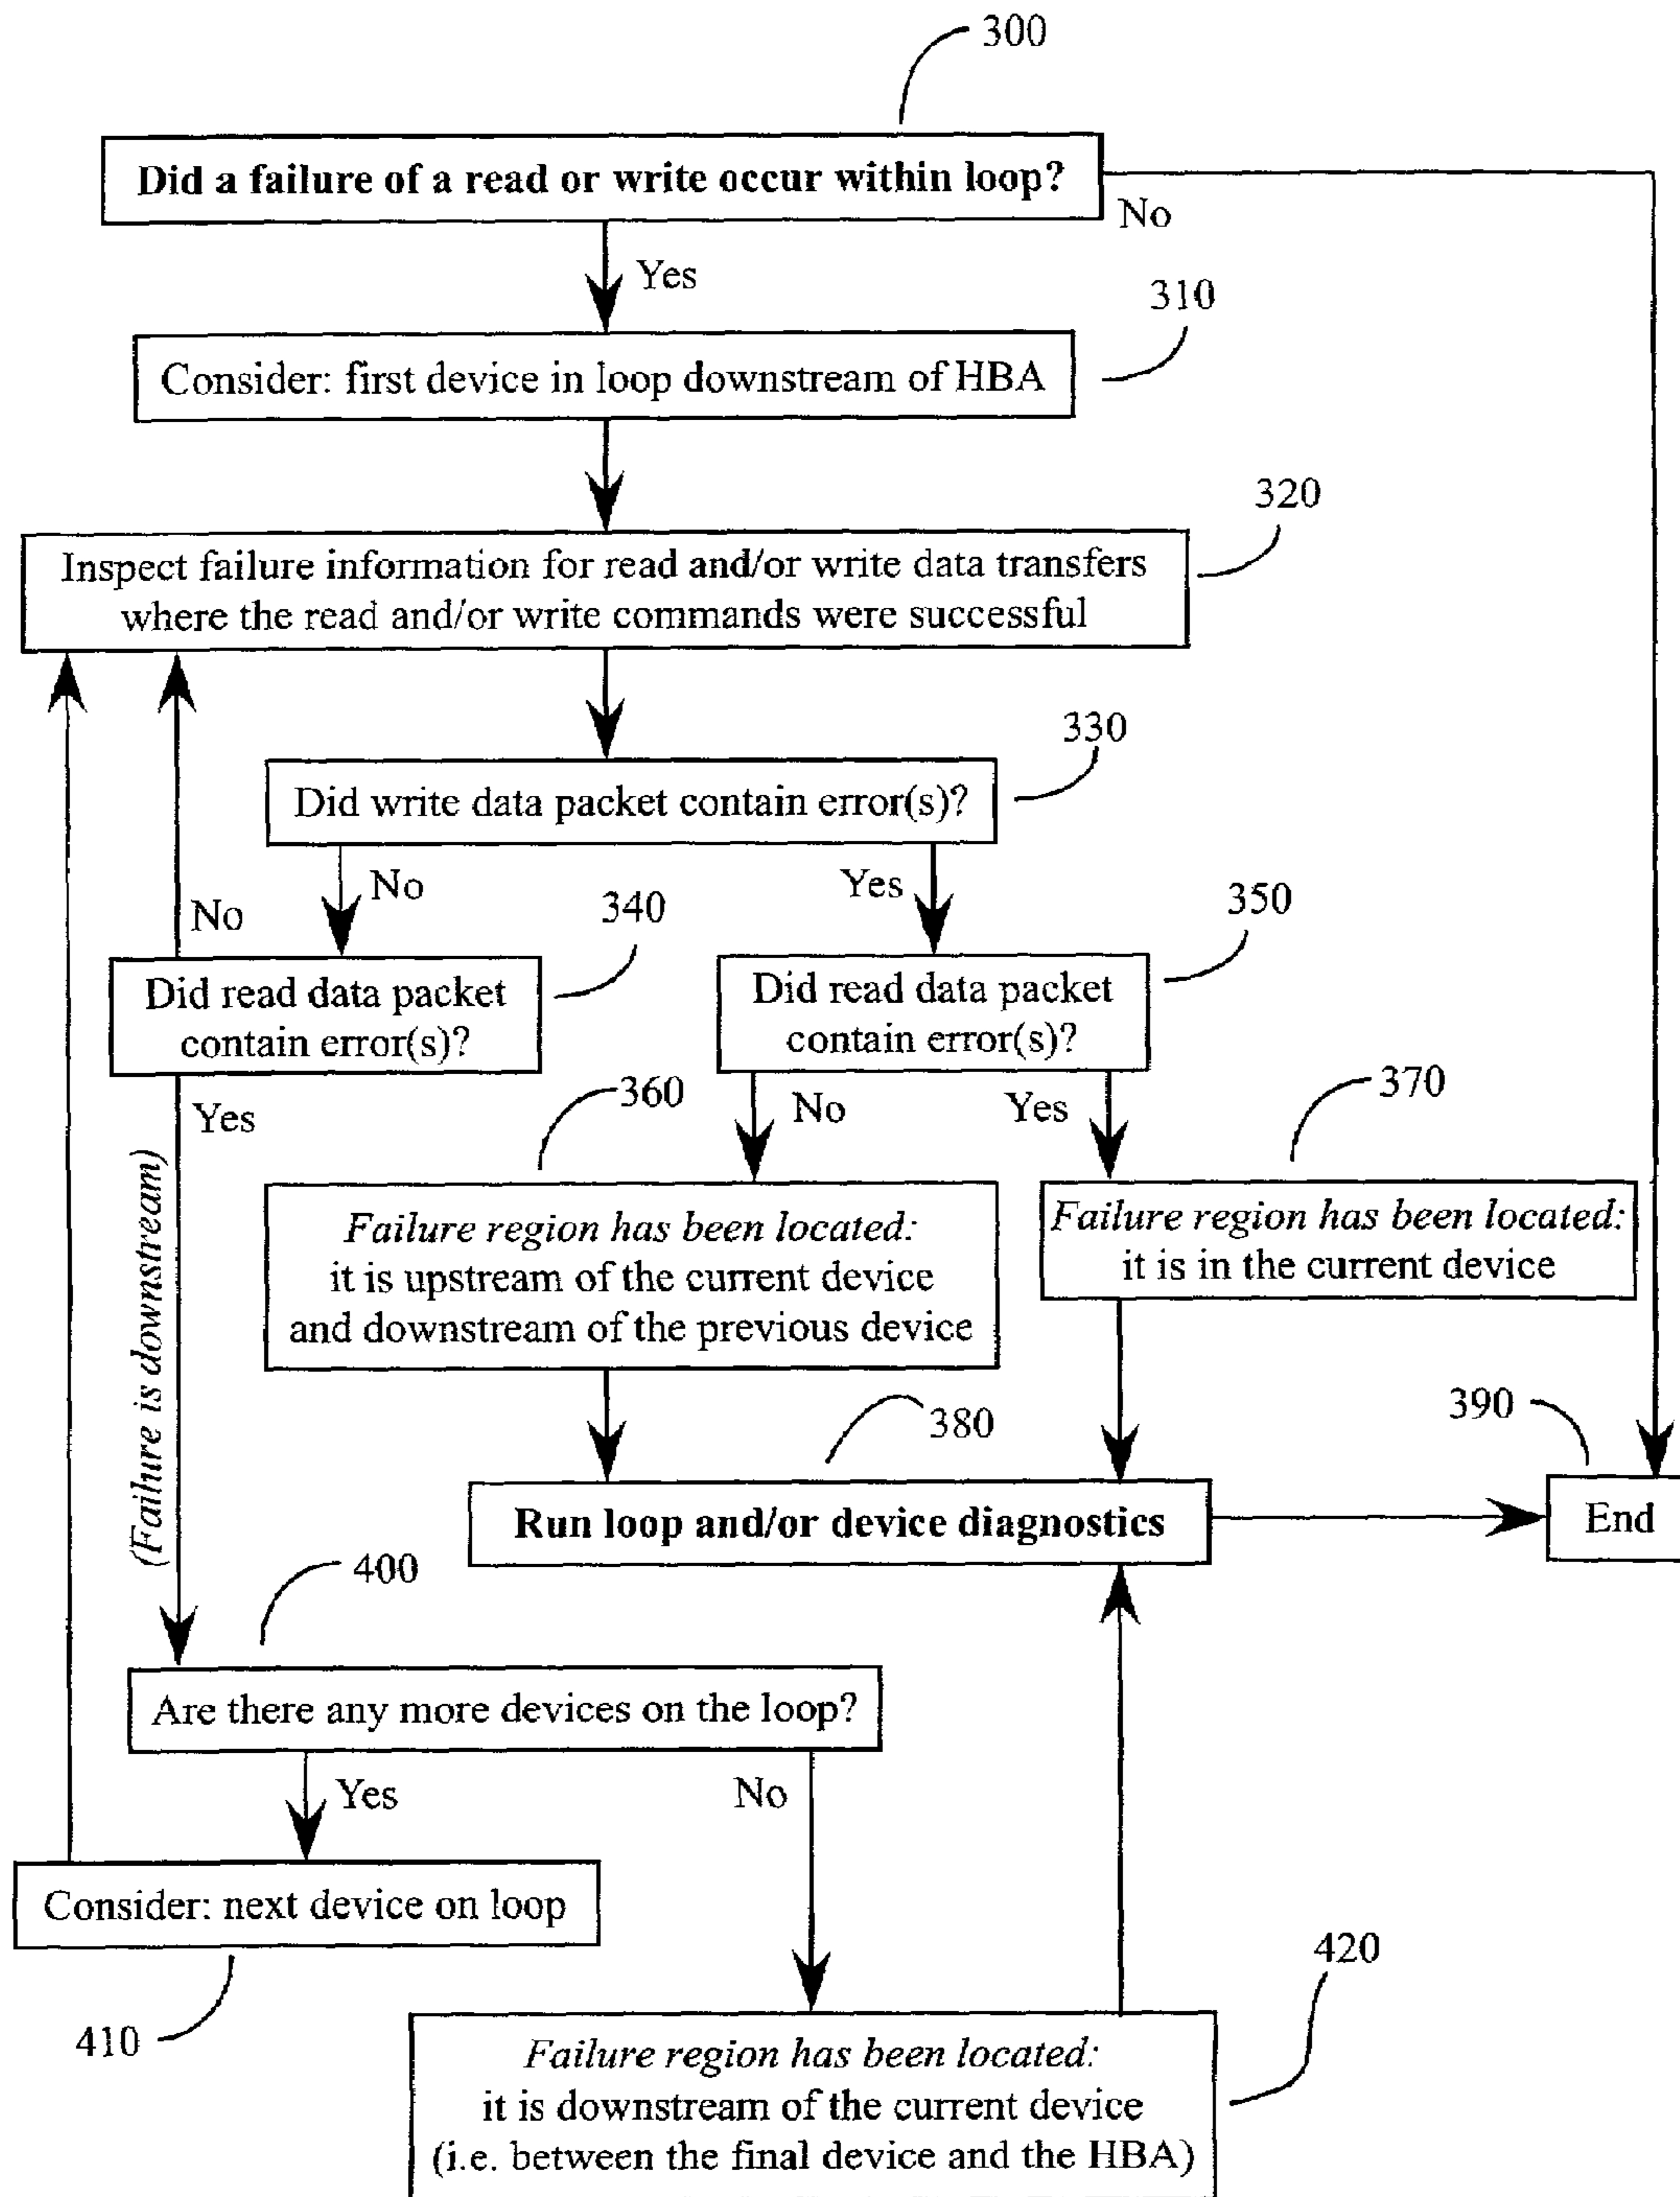 300
Did a failure of a read or write occur within loop?
No
Yes
310
Consider: first device in loop downstream of HBA
320
Inspect failure information for read and/or write data transfers
where the read and/or write commands were successful
330
Did write data packet contain error(s)?
No
Yes
No
340
350
Did read data packet
contain error(s)?
Did read data packet
contain error(s)?
360
370
Yes
No
Yes
(Failure is downstream)
Failure region has been located:
it is upstream of the current device
and downstream of the previous device
Failure region has been located:
it is in the current device
380
390
Run loop and/or device diagnostics
End
400
Are there any more devices on the loop?
Yes
No
Consider: next device on loop
410
420
Failure region has been located:
it is downstream of the current device
(i.e. between the final device and the HBA)